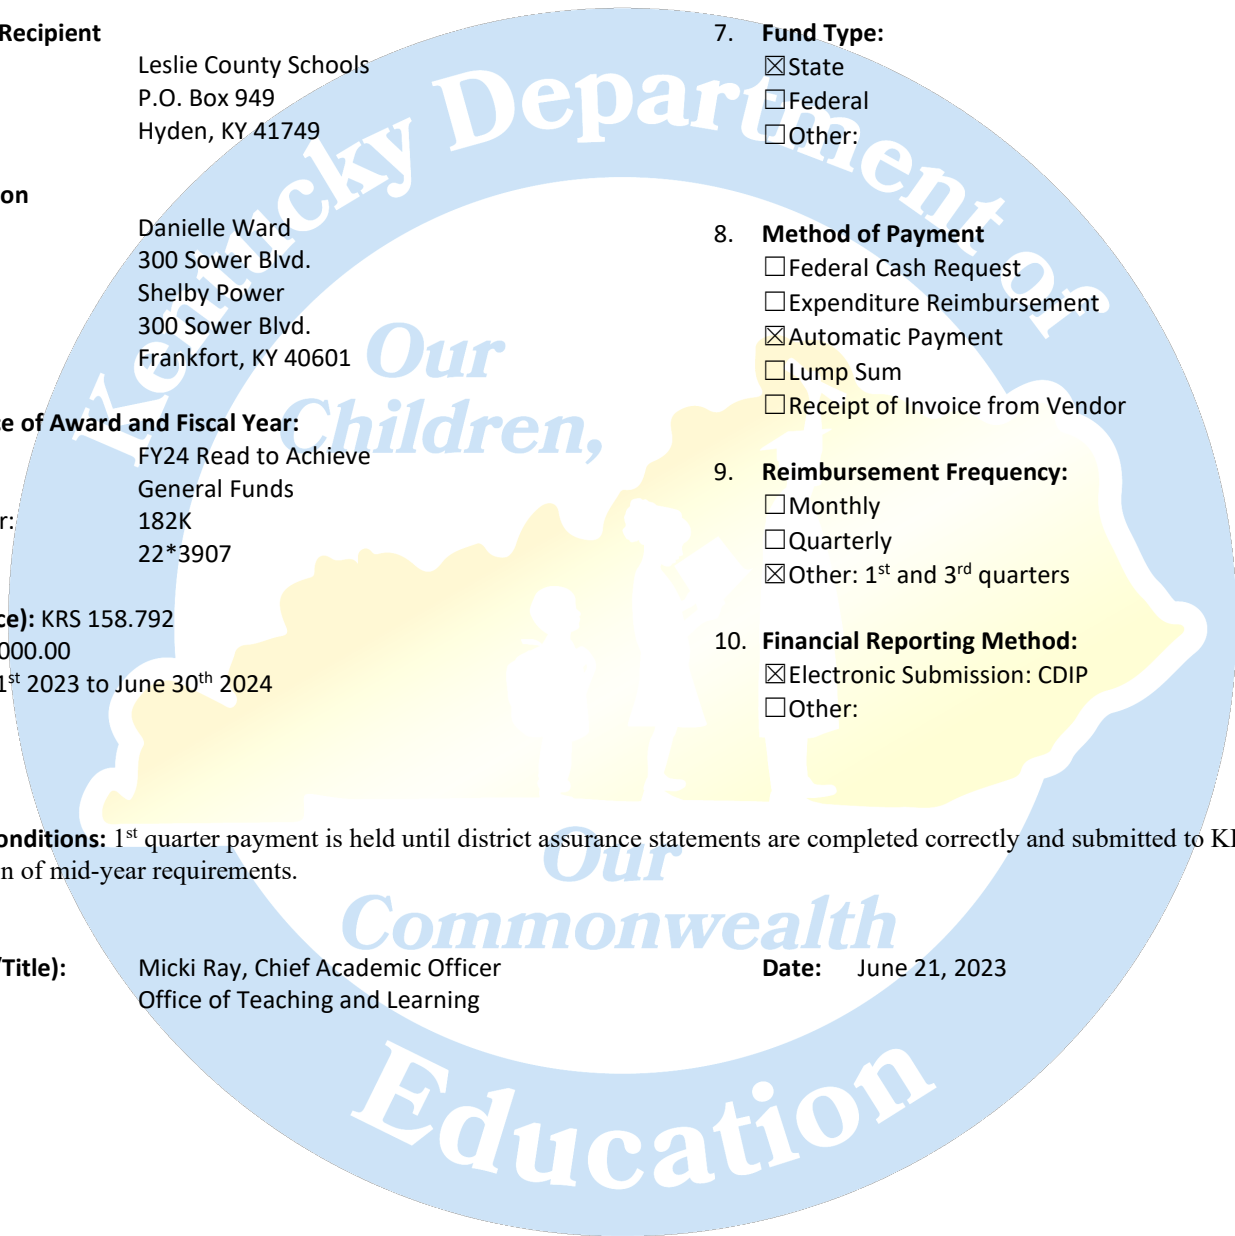 Recipient
Leslie County Schools
P.O. Box 949
Hyden, KY 41749
on
Danielle Ward
300 Sower Blvd.
Shelby Power
300 Sower Blvd.
Frankfort, KY 40601
ce of Award and Fiscal Year:
FY24 Read to Achieve
General Funds
r: 182K
22*3907
ce): KRS 158.792
000.00
1st 2023 to June 30th 2024
7. Fund Type:
☒State
☐Federal
☐Other:
8. Method of Payment
☐Federal Cash Request
☐Expenditure Reimbursement
☒Automatic Payment
☐Lump Sum
☐Receipt of Invoice from Vendor
9. Reimbursement Frequency:
☐Monthly
☐Quarterly
☒Other: 1st and 3rd quarters
10. Financial Reporting Method:
☒Electronic Submission: CDIP
☐Other:
onditions: 1st quarter payment is held until district assurance statements are completed correctly and submitted to KI
n of mid-year requirements.
/Title): Micki Ray, Chief Academic Officer Date: June 21, 2023
Office of Teaching and Learning
Kentucky Department of
Education
Our
Children,
Our
Commonwealth